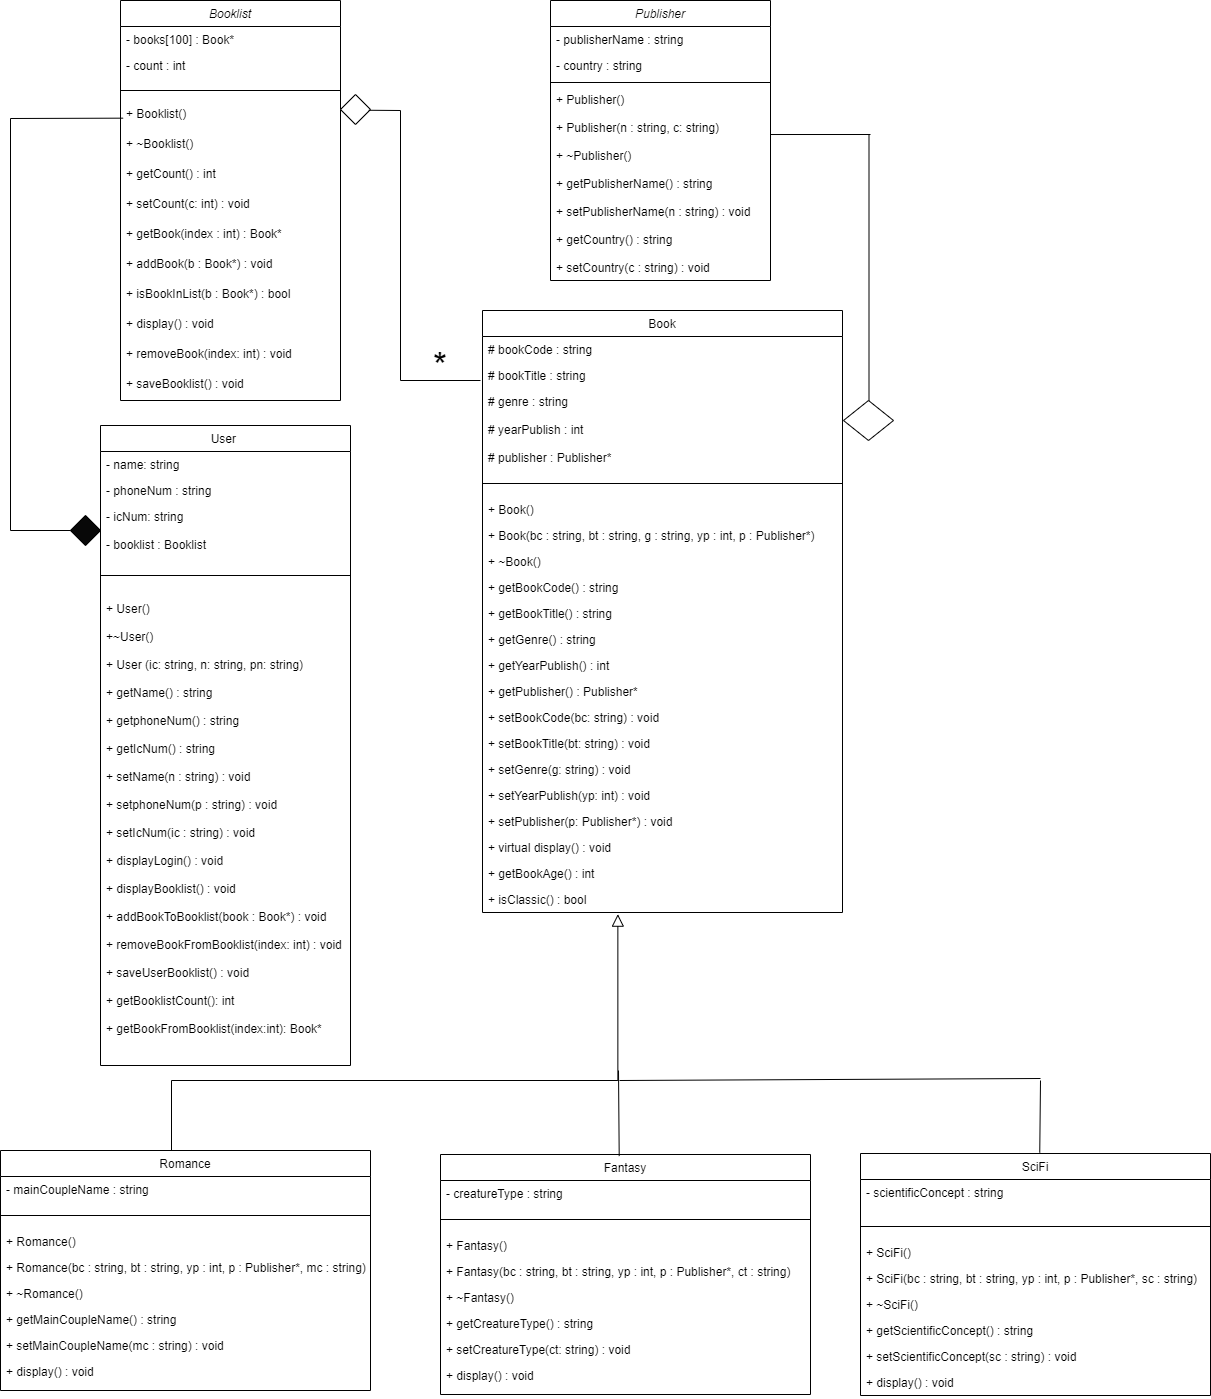 Booklist
- books[100] : Book*
- count : int
+ Booklist()
+ ~Booklist()
+ getCount() : int
+ setCount(c: int) : void
+ getBook(index : int) : Book*
+ addBook(b : Book*) : void
+ isBookInList(b : Book*) : bool
+ display() : void
+ removeBook(index: int) : void
+ saveBooklist() : void
Publisher
- publisherName : string
- country : string
+ Publisher()
+ Publisher(n : string, c: string)
+ ~Publisher()
+ getPublisherName() : string
+ setPublisherName(n : string) : void
+ getCountry() : string
+ setCountry(c : string) : void
*
User
- name: string
- phoneNum : string
- icNum: string
- booklist : Booklist
+ User()
+~User()
+ User (ic: string, n: string, pn: string)
+ getName() : string
+ getphoneNum() : string
+ getIcNum() : string
+ setName(n : string) : void
+ setphoneNum(p : string) : void
+ setIcNum(ic : string) : void
+ displayLogin() : void
+ displayBooklist() : void
+ addBookToBooklist(book : Book*) : void
+ removeBookFromBooklist(index: int) : void
+ saveUserBooklist() : void
+ getBooklistCount(): int
+ getBookFromBooklist(index:int): Book*
Book
# bookCode : string
# bookTitle : string
# genre : string
# yearPublish : int
# publisher : Publisher*
+ Book()
+ Book(bc : string, bt : string, g : string, yp : int, p : Publisher*)
+ ~Book()
+ getBookCode() : string
+ getBookTitle() : string
+ getGenre() : string
+ getYearPublish() : int
+ getPublisher() : Publisher*
+ setBookCode(bc: string) : void
+ setBookTitle(bt: string) : void
+ setGenre(g: string) : void
+ setYearPublish(yp: int) : void
+ setPublisher(p: Publisher*) : void
+ virtual display() : void
+ getBookAge() : int
+ isClassic() : bool
Romance
- mainCoupleName : string
+ Romance()
+ Romance(bc : string, bt : string, yp : int, p : Publisher*, mc : string)
+ ~Romance()
+ getMainCoupleName() : string
+ setMainCoupleName(mc : string) : void
+ display() : void
Fantasy
- creatureType : string
+ Fantasy()
+ Fantasy(bc : string, bt : string, yp : int, p : Publisher*, ct : string)
+ ~Fantasy()
+ getCreatureType() : string
+ setCreatureType(ct: string) : void
+ display() : void
SciFi
- scientificConcept : string
+ SciFi()
+ SciFi(bc : string, bt : string, yp : int, p : Publisher*, sc : string)
+ ~SciFi()
+ getScientificConcept() : string
+ setScientificConcept(sc : string) : void
+ display() : void